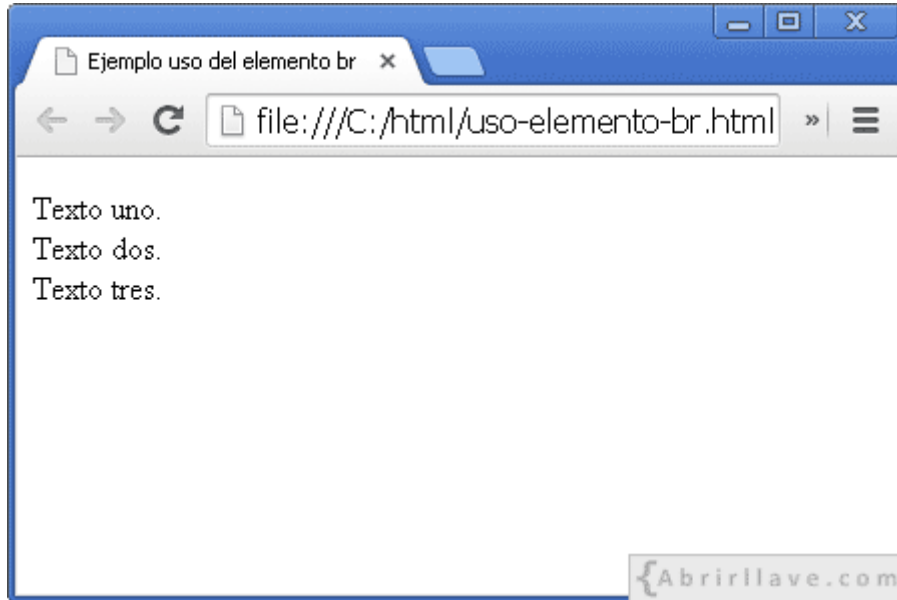 Ejemplo uso del elemento br
file:///C:/html/uso-elemento-br.html
Texto uno.
Texto dos.
Texto tres.
{Abrirllave.com